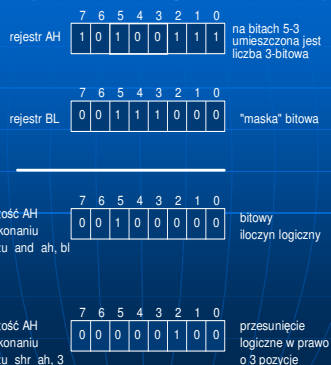 7 6 5 4 3 2 1 0
rejestr AH
1 0 1 0 0 1 1 1
na bitach 5-3
umieszczona jest
liczba 3-bitowa
7 6 5 4 3 2 1 0
rejestr BL
0 0 1 1 1 0 0 0
"maska" bitowa
7 6 5 4 3 2 1 0
tość AH
konaniu
zu and ah, bl
0 0 1 0 0 0 0 0
bitowy
iloczyn logiczny
7 6 5 4 3 2 1 0
tość AH
konaniu
zu shr ah, 3
0 0 0 0 0 1 0 0
przesunięcie
logiczne w prawo
o 3 pozycje